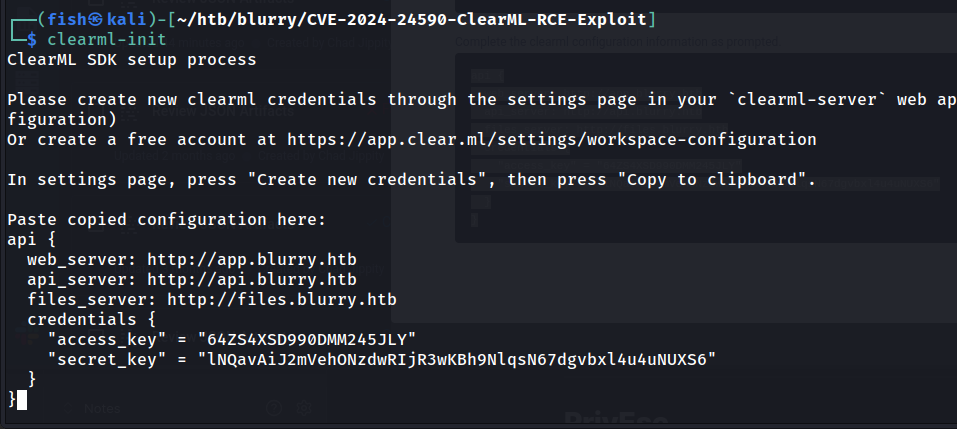 ┌──(fish㉿kali)-[~/htb/blurry/CVE-2024-24590-ClearML-RCE-Exploit]
└─$ clearml-init
ClearML SDK setup process
Please create new clearml credentials through the settings page in your `clearml-server` web ap
figuration)
Or create a free account at https://app.clear.ml/settings/workspace-configuration
In settings page, press "Create new credentials", then press "Copy to clipboard".
Paste copied configuration here:
api {
  web_server: http://app.blurry.htb
  api_server: http://api.blurry.htb
  files_server: http://files.blurry.htb
  credentials {
    "access_key" = "64ZS4XSD990DMM245JLY"
    "secret_key" = "lNQavAiJ2mVehONzdwRIjR3wKBh9NlqsN67dgvbxl4u4uNUXS6"
  }
}
Notes
PrivEsc